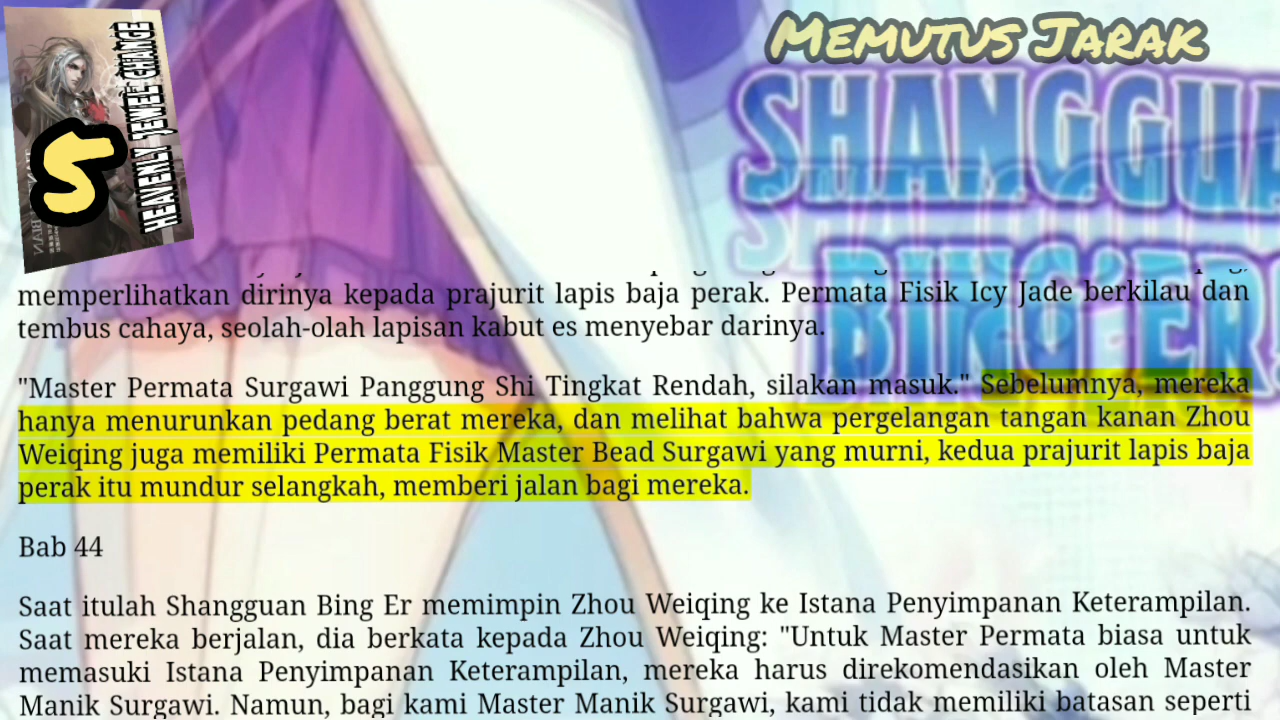 MEMUTUS JARAK
SHANGGUA
BING'ER
HEAVENLY JEWEL CHANGE
5
memperlihatkan dirinya kepada prajurit lapis baja perak. Permata Fisik Icy Jade berkilau dan
tembus cahaya, seolah-olah lapisan kabut es menyebar darinya.
"Master Permata Surgawi Panggung Shi Tingkat Rendah, silakan masuk." Sebelumnya, mereka
hanya menurunkan pedang berat mereka, dan melihat bahwa pergelangan tangan kanan Zhou
Weiqing juga memiliki Permata Fisik Master Bead Surgawi yang murni, kedua prajurit lapis baja
perak itu mundur selangkah, memberi jalan bagi mereka.
Bab 44
Saat itulah Shangguan Bing Er memimpin Zhou Weiqing ke Istana Penyimpanan Keterampilan.
Saat mereka berjalan, dia berkata kepada Zhou Weiqing: "Untuk Master Permata biasa untuk
memasuki Istana Penyimpanan Keterampilan, mereka harus direkomendasikan oleh Master
Manik Surgawi. Namun, bagi kami Master Manik Surgawi, kami tidak memiliki batasan seperti